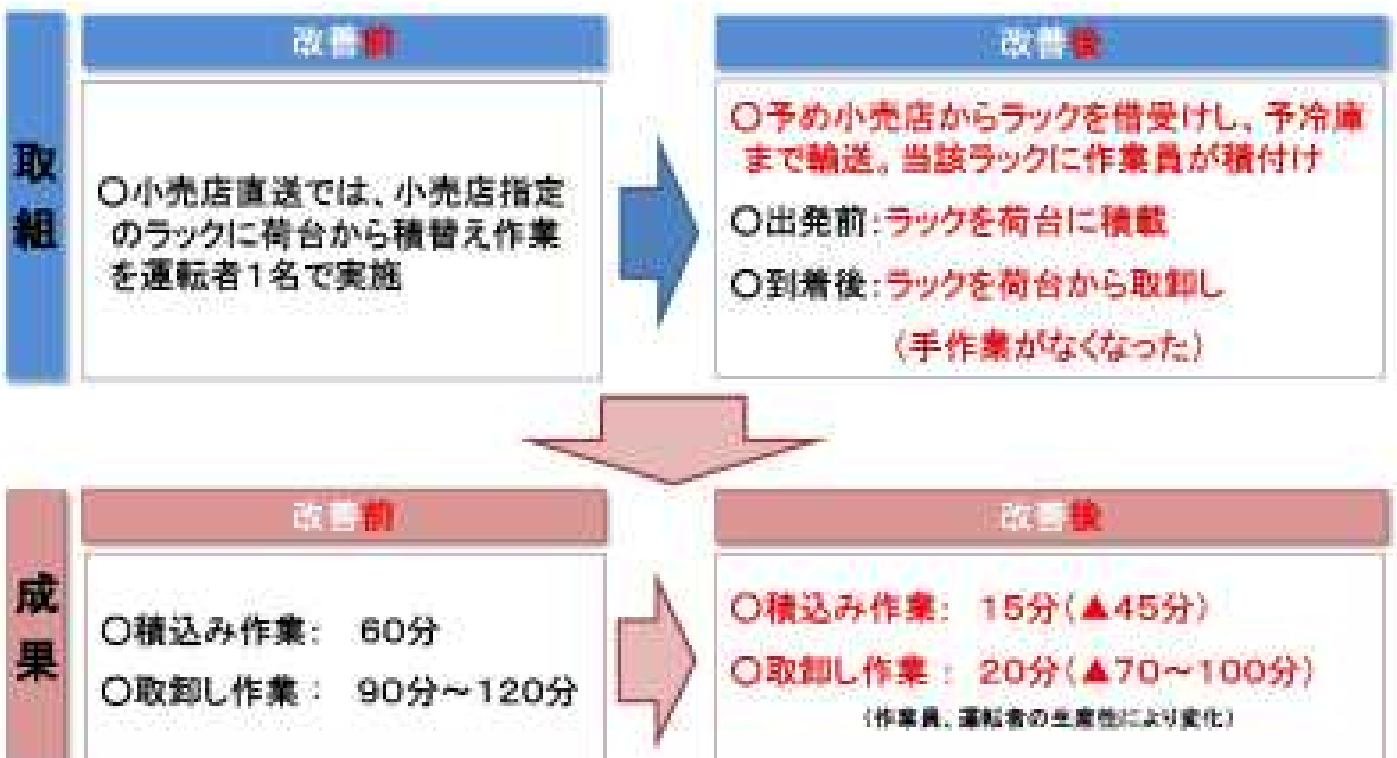 取組
改善前
○小売店直送では、小売店指定
のラックに荷台から積替え作業
を運転者1名で実施
改善後
○予め小売店からラックを借受けし、予冷庫
まで輸送。当該ラックに作業員が積付け
○出発前:ラックを荷台に積載
○到着後:ラックを荷台から取卸し
(手作業がなくなった)
成果
改善前
○積込み作業: 60分
○取卸し作業: 90分~120分
改善後
○積込み作業: 15分(▲45分)
○取卸し作業: 20分(▲70~100分)
(作業員、運転者の生産性により変化)